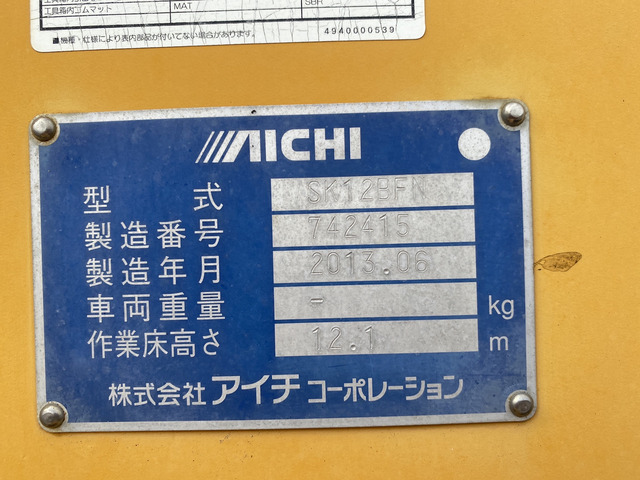 工具箱内ゴムマット MAT SBR
■機種・仕様により表内部品が付いてない場合があります。 4940000539
AICHI
型式 SK12BFN
製造番号 742415
製造年月 2013.06
車両重量 - kg
作業床高さ 12.1 m
株式会社アイチコーポレーション